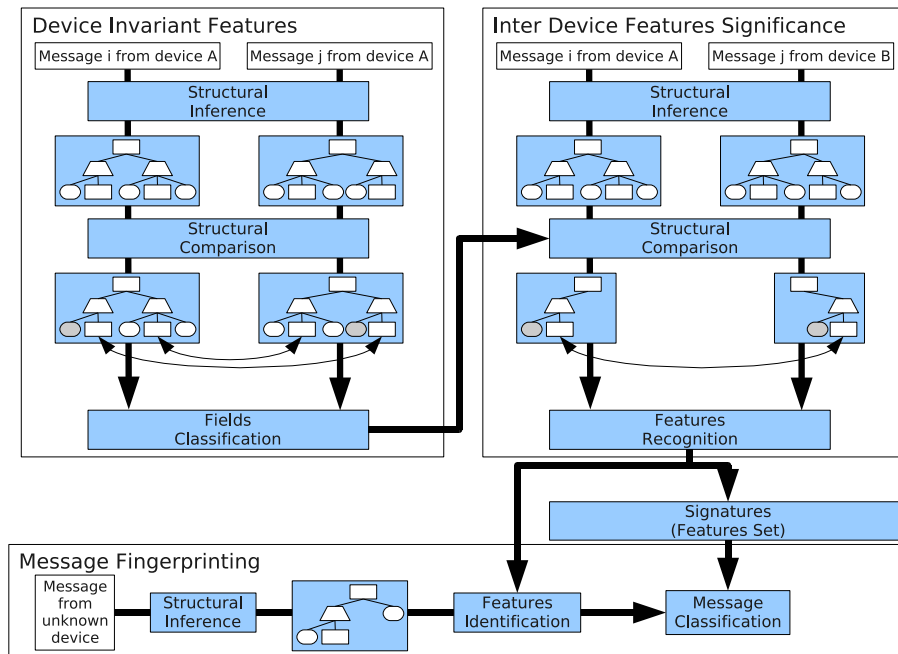 Device Invariant Features
Message i from device A
Message j from device A
Structural
Inference
Structural
Comparison
Fields
Classification
Inter Device Features Significance
Message i from device A
Message j from device B
Structural
Inference
Structural
Comparison
Features
Recognition
Signatures
(Features Set)
Message Fingerprinting
Message
from
unknown
device
Structural
Inference
Features
Identification
Message
Classification